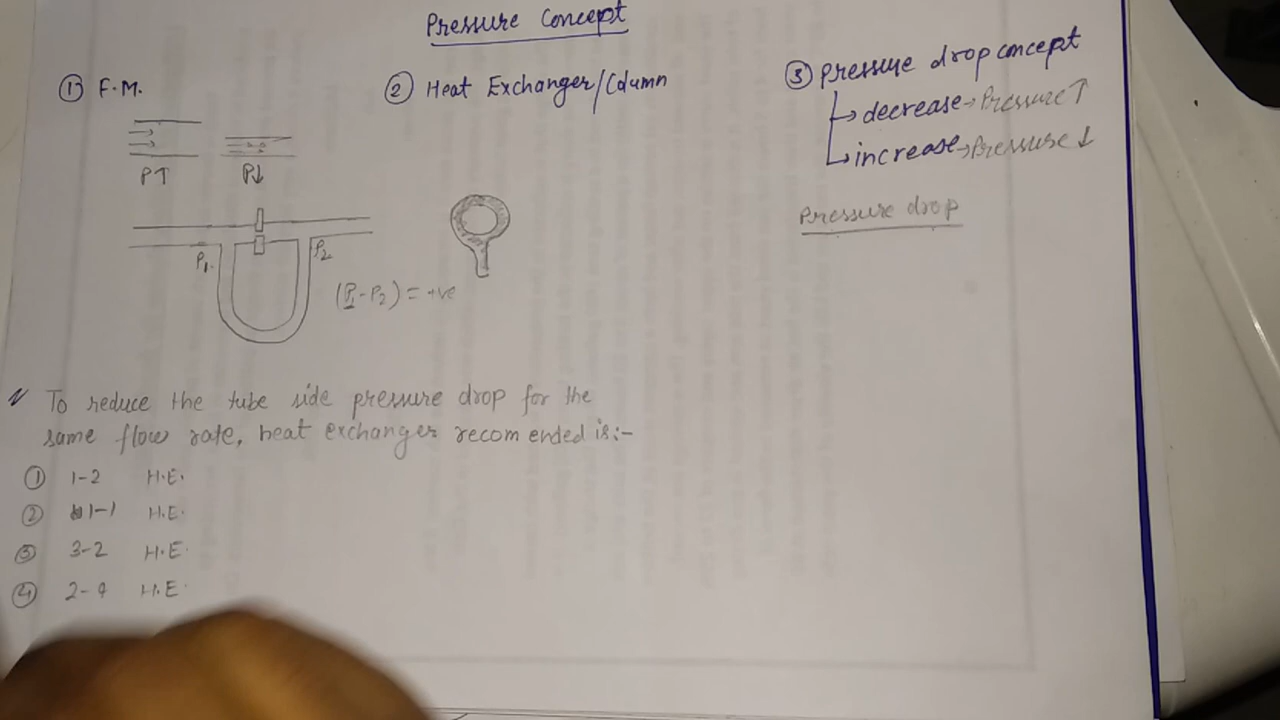 Pressure Concept
① F.M.
② Heat Exchanger/Column
③ Pressure drop concept
decrease → Pressure ↑
increase → Pressure ↓
P↑ P↓
Pressure drop
P₁ P₂
(P₁-P₂) = +ve
To reduce the tube side pressure drop for the
same flow rate, heat exchanger recom ended is:-
① 1-2 H.E.
② 1-1 H.E.
③ 3-2 H.E.
④ 2-4 H.E.